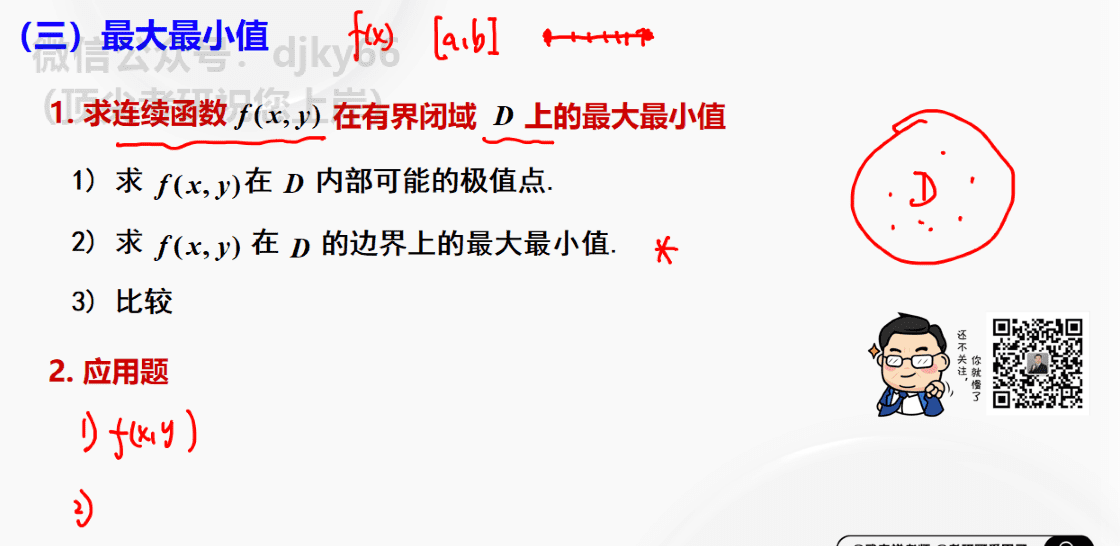 （三）最大最小值 f(x) [a,b]
微信公众号：djky66
（顶尖考研祝您上岸）
1. 求连续函数 f(x, y) 在有界闭域 D 上的最大最小值
1) 求 f(x, y)在 D 内部可能的极值点.
D
2) 求 f(x, y) 在 D 的边界上的最大最小值. *
3) 比较
还不关注，
你就慢了
2. 应用题
1) f(x,y)
2)